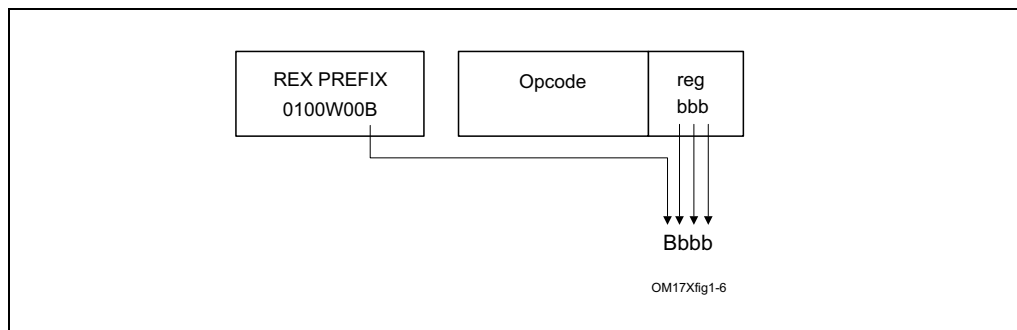 REX PREFIX
0100W00B
Opcode
reg
bbb
Bbbb
OM17Xfig1-6